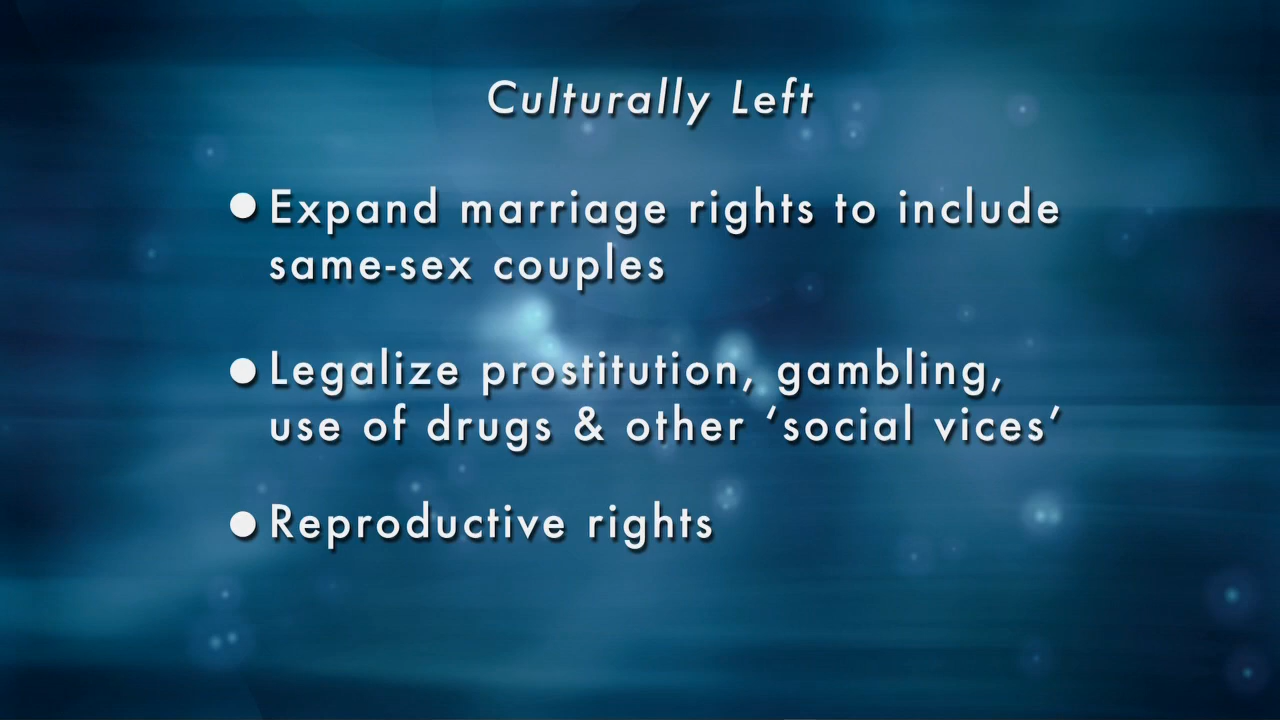 Culturally Left
● Expand marriage rights to include
same-sex couples
● Legalize prostitution, gambling,
use of drugs & other ‘social vices’
● Reproductive rights